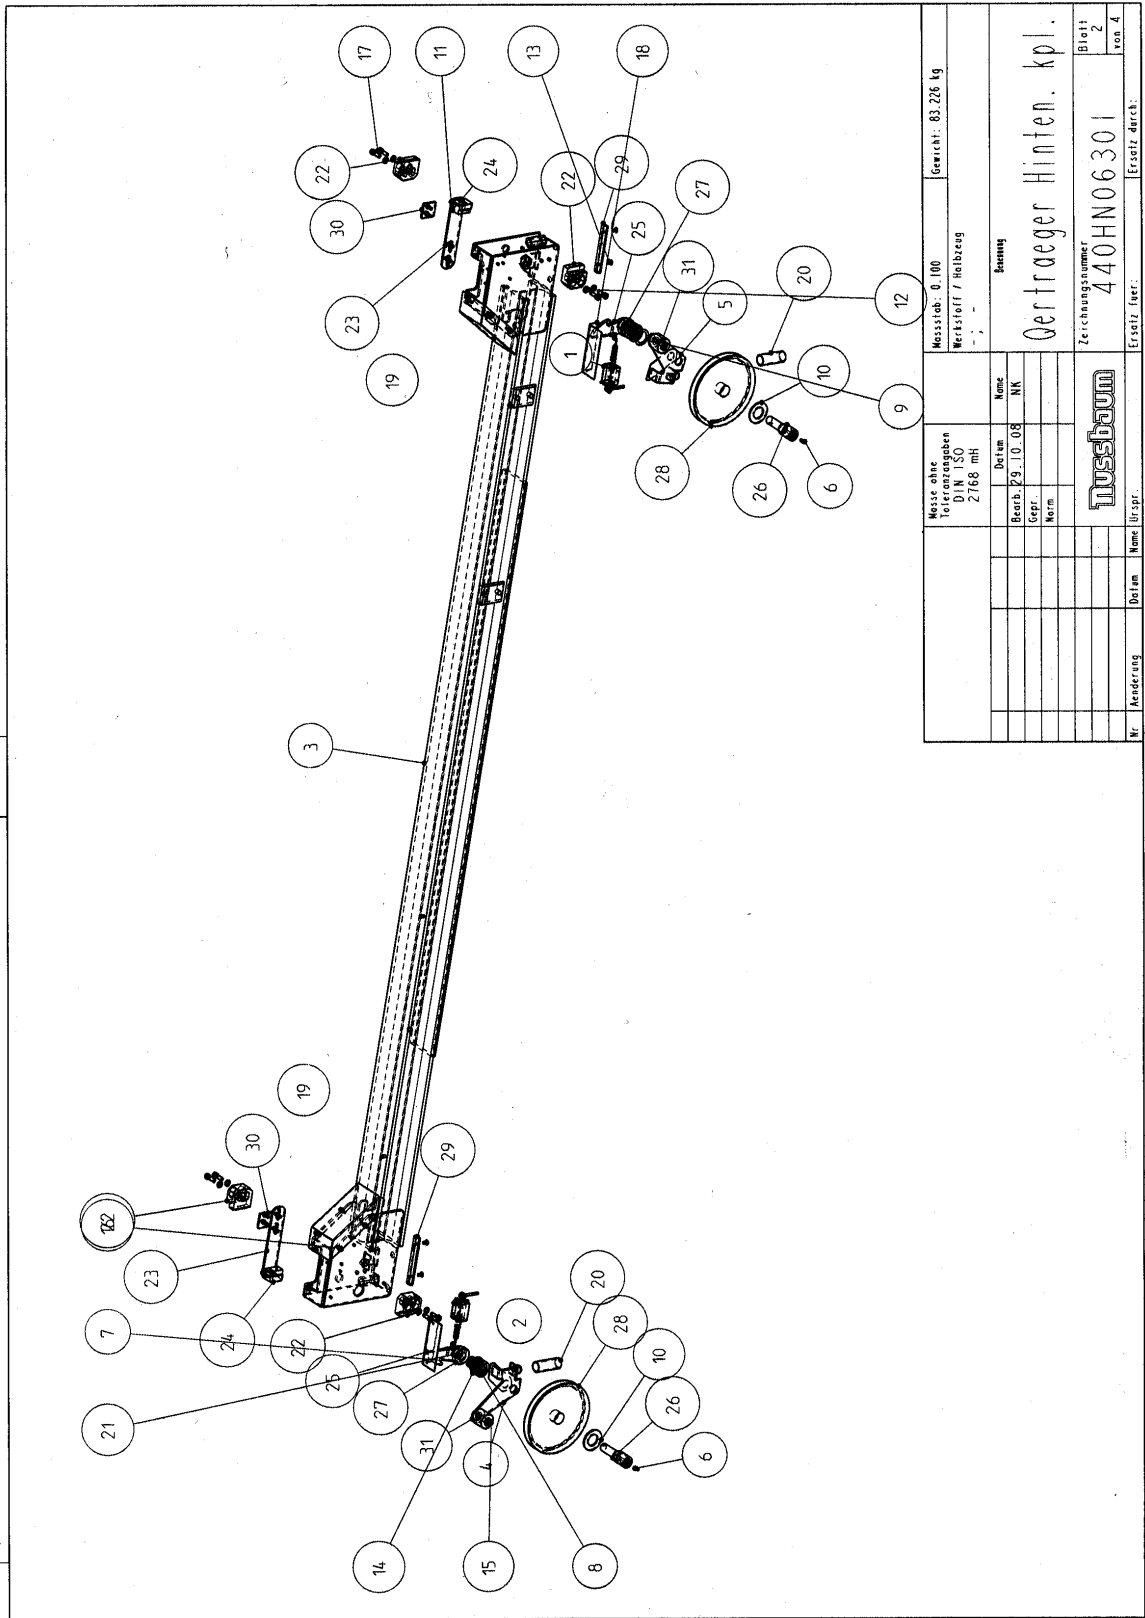 17
11
13
18
22
24
30
23
22
29
25
27
31
12
20
5
1
19
10
9
28
26
6
3
19
30
29
23
24
7
22
25
2
20
28
21
27
31
4
10
26
6
14
15
8
Masse ohne
Toleranzangaben
DIN ISO
2768 mH
Massstab: 0.100
Gewicht: 83.226 kg
Werkstoff / Halbzeug
- ; -
Datum
Name
Bearb.
29.10.08
NK
Gepr.
Norm
Benennung
Qertraeger Hinten. kpl.
nussbaum
Zeichnungsnummer
440HN06301
Blatt
2
von 4
Nr
Aenderung
Datum
Name
Urspr.
Ersatz fuer:
Ersatz durch: